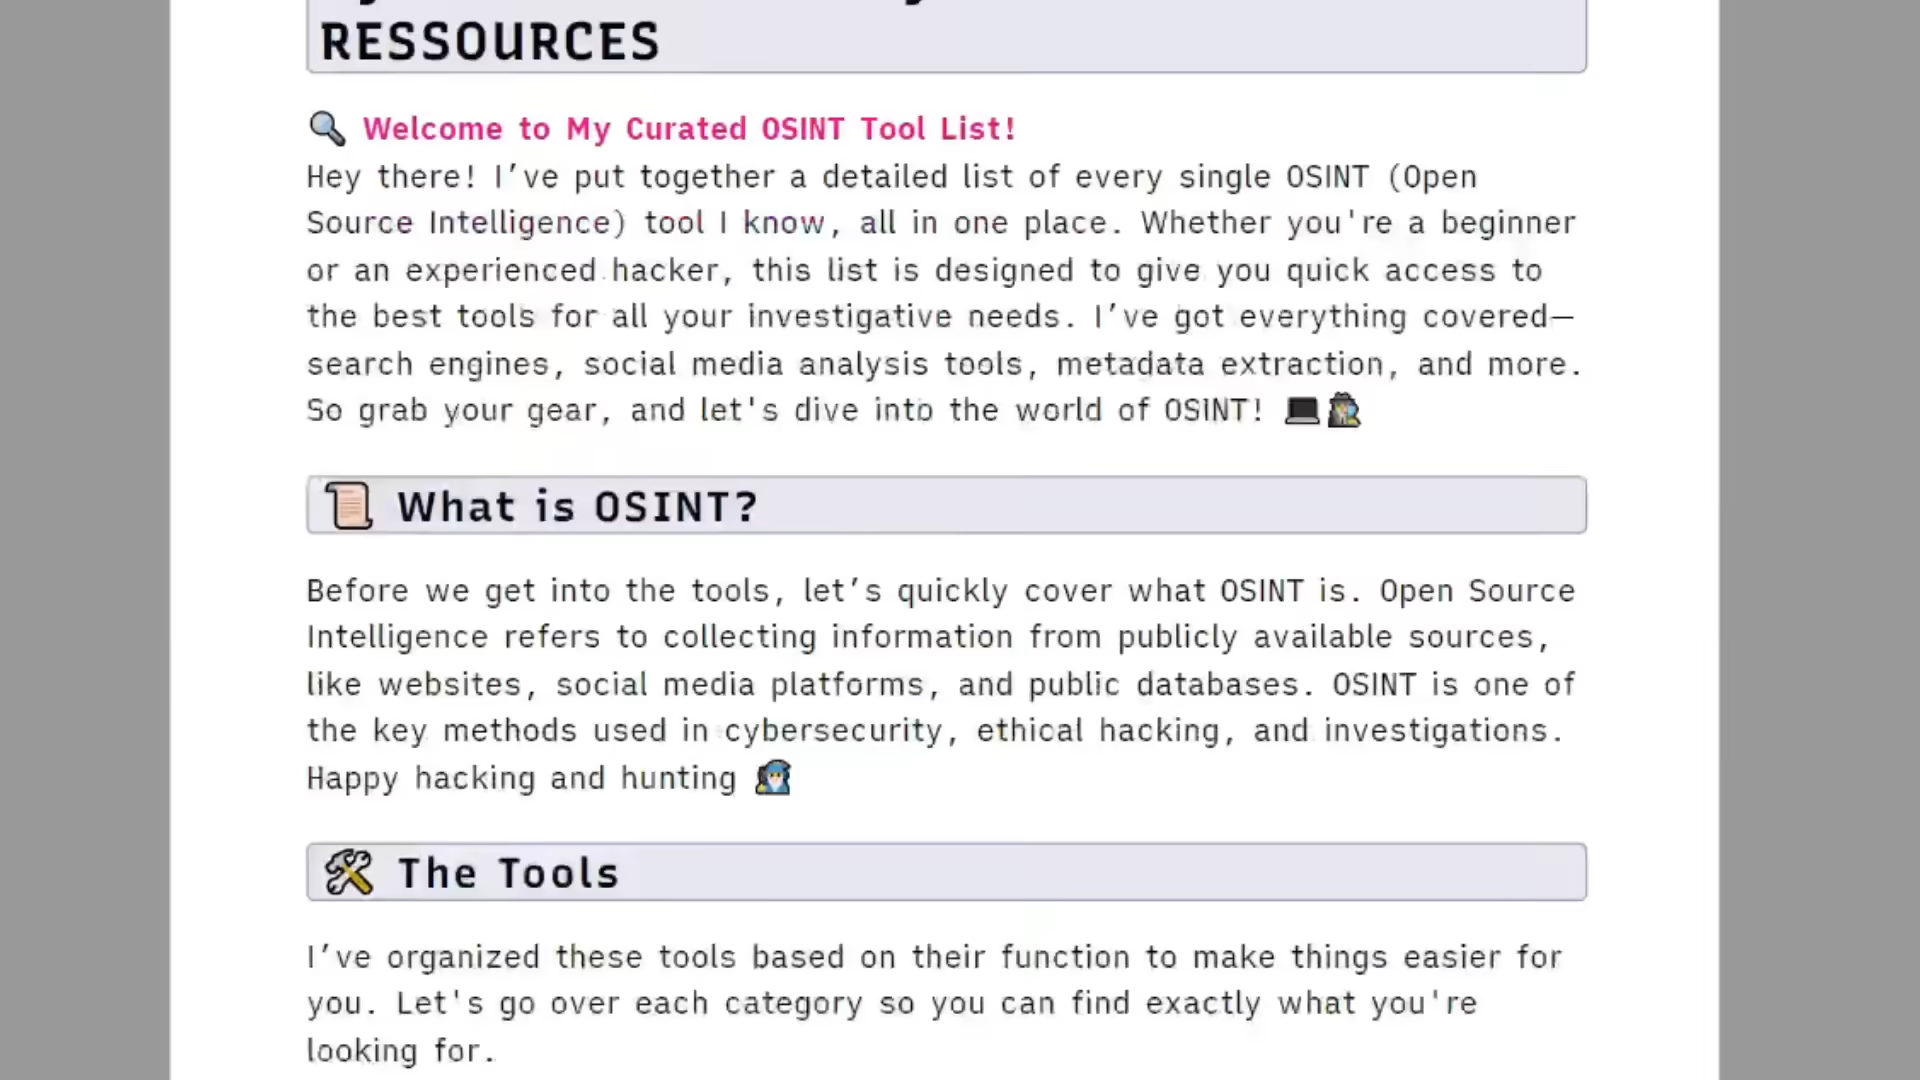 RESSOURCES
🔍 Welcome to My Curated OSINT Tool List!
Hey there! I’ve put together a detailed list of every single OSINT (Open
Source Intelligence) tool I know, all in one place. Whether you're a beginner
or an experienced hacker, this list is designed to give you quick access to
the best tools for all your investigative needs. I’ve got everything covered—
search engines, social media analysis tools, metadata extraction, and more.
So grab your gear, and let's dive into the world of OSINT! 💻🕵️
📜 What is OSINT?
Before we get into the tools, let’s quickly cover what OSINT is. Open Source
Intelligence refers to collecting information from publicly available sources,
like websites, social media platforms, and public databases. OSINT is one of
the key methods used in cybersecurity, ethical hacking, and investigations.
Happy hacking and hunting 🧙
🛠 The Tools
I’ve organized these tools based on their function to make things easier for
you. Let's go over each category so you can find exactly what you're
looking for.